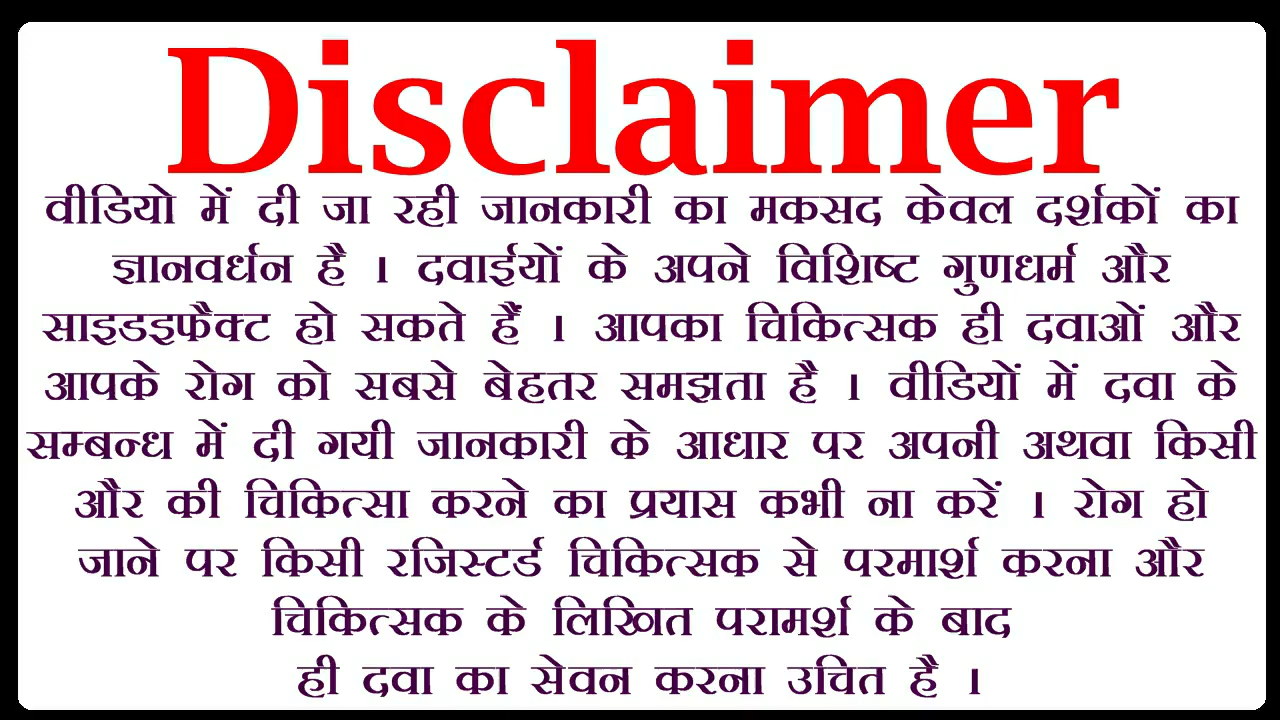 Disclaimer
वीडियो में दी जा रही जानकारी का मकसद केवल दर्शकों का
ज्ञानवर्धन है । दवाईयों के अपने विशिष्ट गुणधर्म और
साइडइफैक्ट हो सकते हैं । आपका चिकित्सक ही दवाओं और
आपके रोग को सबसे बेहतर समझता है । वीडियों में दवा के
सम्बन्ध में दी गयी जानकारी के आधार पर अपनी अथवा किसी
और की चिकित्सा करने का प्रयास कभी ना करें । रोग हो
जाने पर किसी रजिस्टर्ड चिकित्सक से परमार्श करना और
चिकित्सक के लिखित परामर्श के बाद
ही दवा का सेवन करना उचित है ।